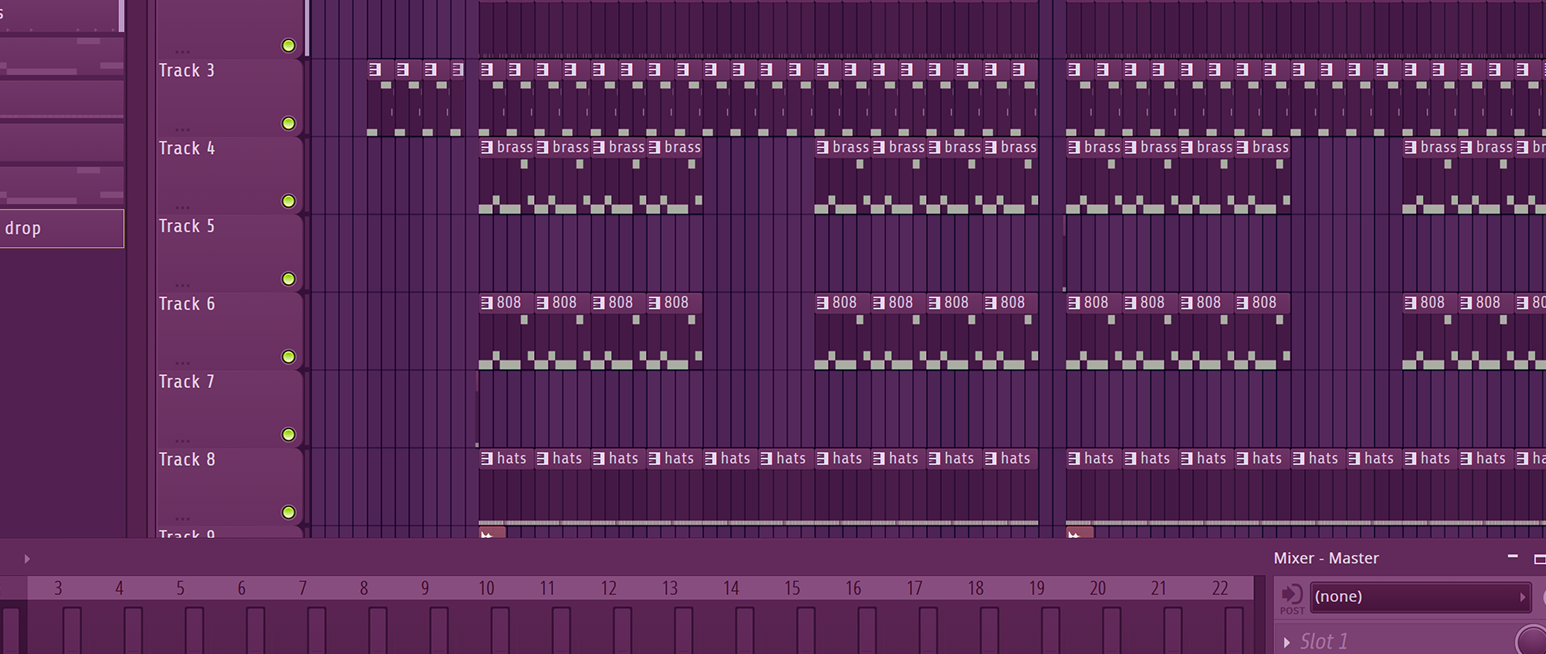 s
Track 3
Track 4 brass brass brass brass brass brass brass brass brass brass brass brass brass brass br
Track 5
drop
Track 6 808 808 808 808 808 808 808 808 808 808 808 808 808 808 80
Track 7
Track 8 hats hats hats hats hats hats hats hats hats hats hats hats hats hats hats hats hats hats ha
Track 9
Mixer - Master
3 4 5 6 7 8 9 10 11 12 13 14 15 16 17 18 19 20 21 22
(none)
POST
Slot 1